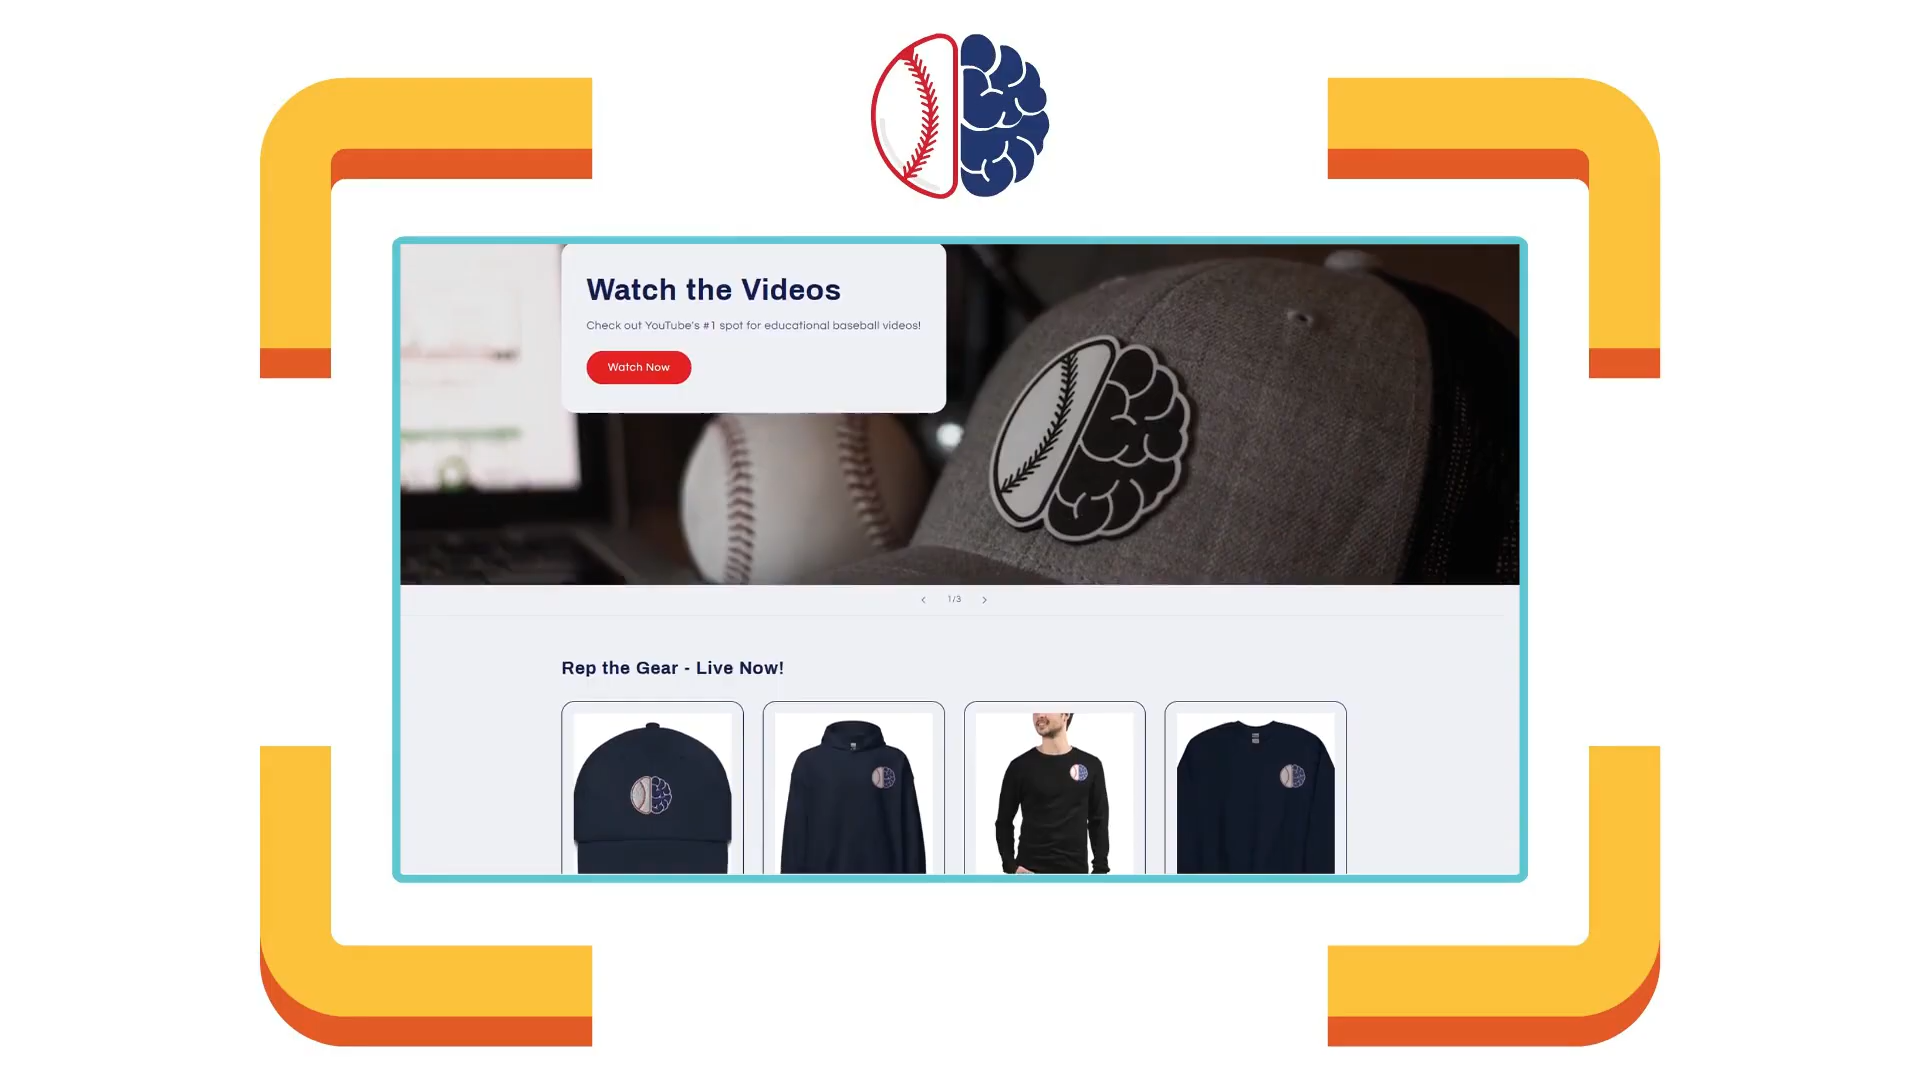 Watch the Videos
Check out YouTube's #1 spot for educational baseball videos!
Watch Now
1/3
Rep the Gear - Live Now!